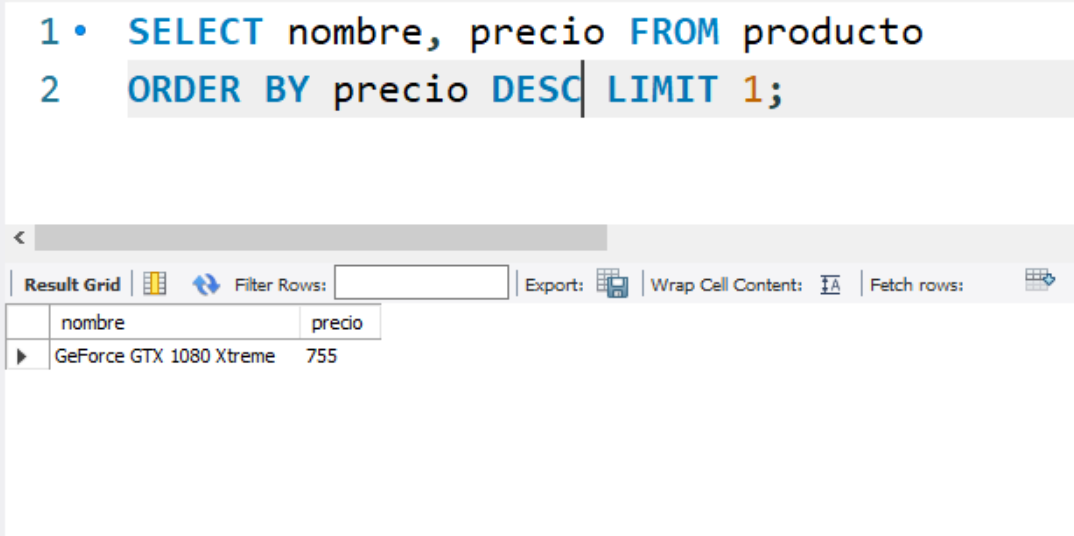 1 SELECT nombre, precio FROM producto
2 ORDER BY precio DESC LIMIT 1;
Result Grid Filter Rows: Export: Wrap Cell Content: Fetch rows:
nombre precio
GeForce GTX 1080 Xtreme 755